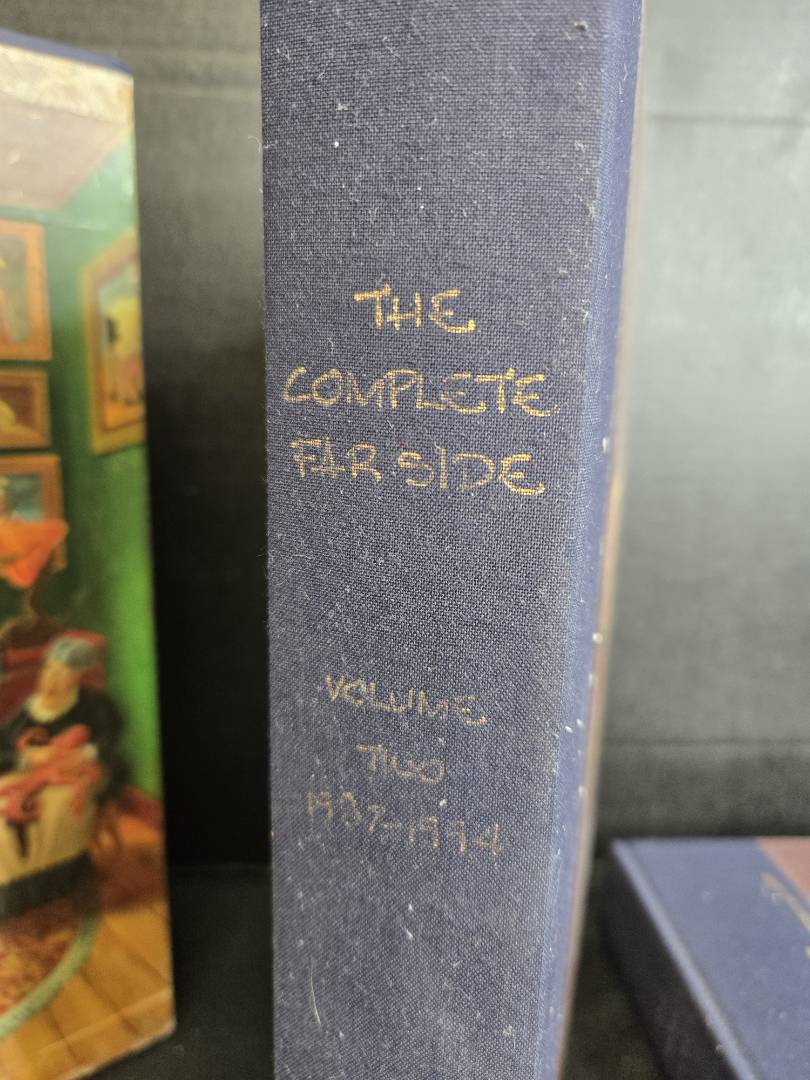 THE
COMPLETE
FAR SIDE
VOLUME
TWO
1987-1994